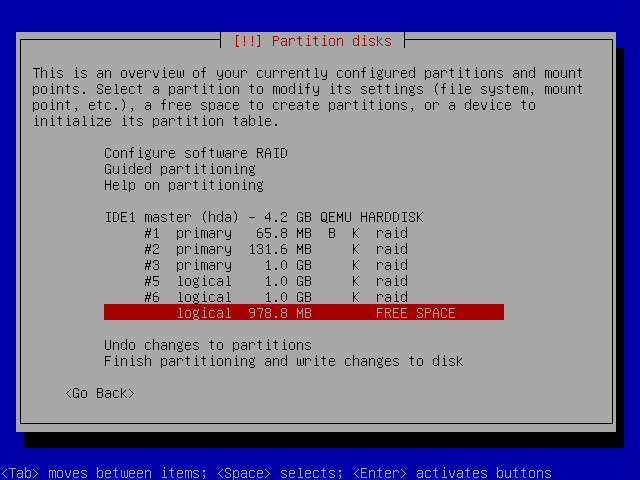 [!!] Partition disks
This is an overview of your currently configured partitions and mount
points. Select a partition to modify its settings (file system, mount
point, etc.), a free space to create partitions, or a device to
initialize its partition table.
Configure software RAID
Guided partitioning
Help on partitioning
IDE1 master (hda) - 4.2 GB QEMU HARDDISK
#1 primary 65.8 MB B K raid
#2 primary 131.6 MB K raid
#3 primary 1.0 GB K raid
#5 logical 1.0 GB K raid
#6 logical 1.0 GB K raid
logical 978.8 MB FREE SPACE
Undo changes to partitions
Finish partitioning and write changes to disk
<Go Back>
<Tab> moves between items; <Space> selects; <Enter> activates buttons